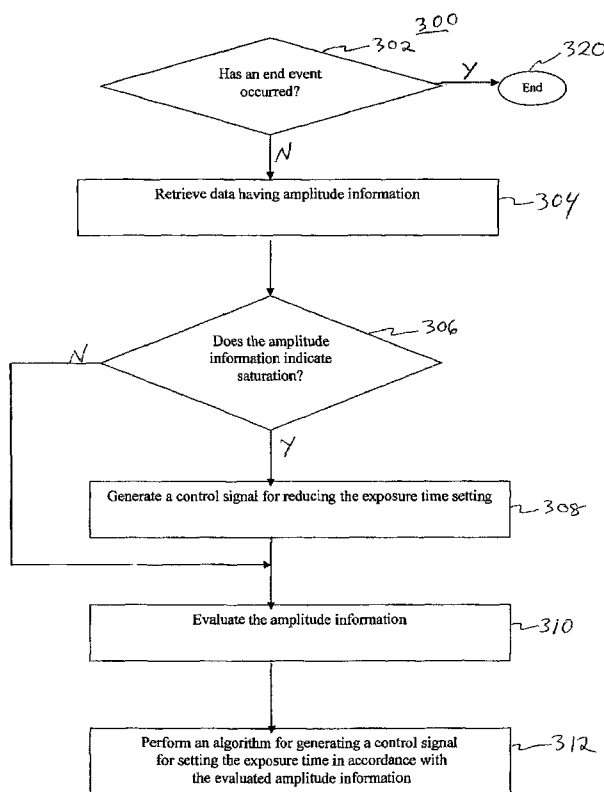 300
302
320
Has an end event
occurred?
Y
End
N
Retrieve data having amplitude information
304
306
Does the amplitude
information indicate
saturation?
N
Y
Generate a control signal for reducing the exposure time setting
308
Evaluate the amplitude information
310
Perform an algorithm for generating a control signal
for setting the exposure time in accordance with
the evaluated amplitude information
312